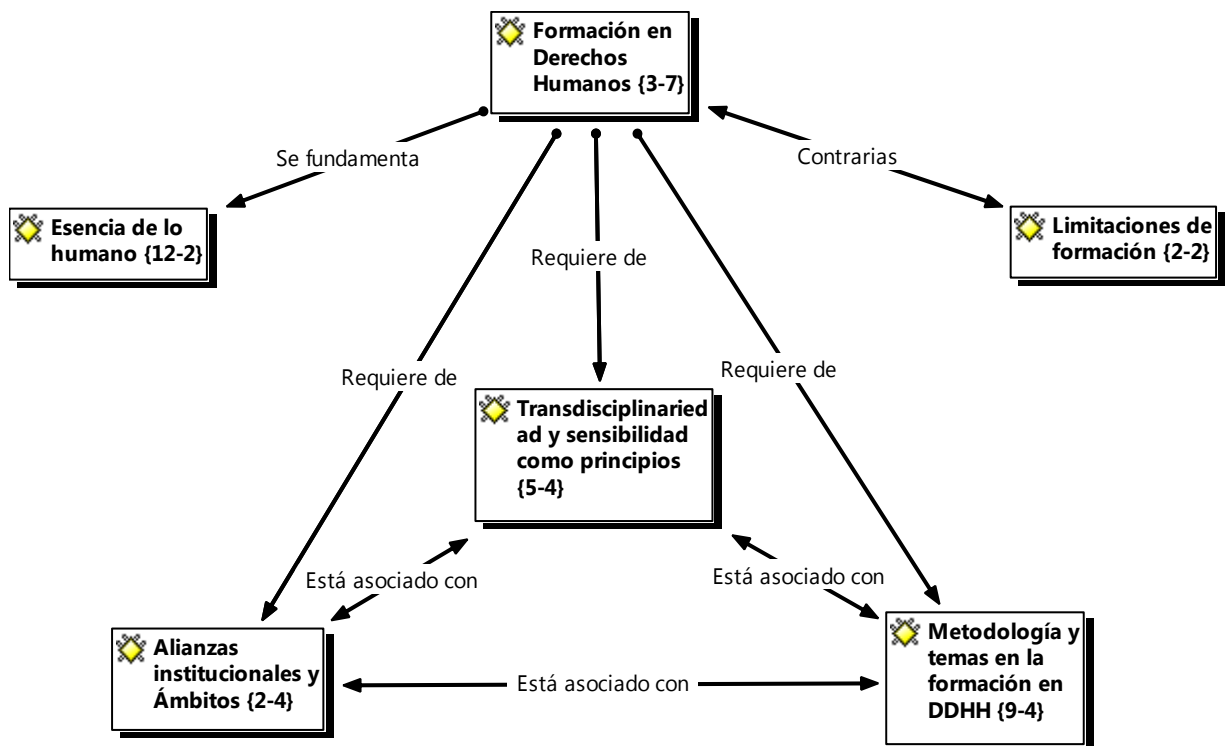 Formación en
Derechos
Humanos {3-7}
Se fundamenta
Contrarias
Esencia de lo
humano {12-2}
Limitaciones de
formación {2-2}
Requiere de
Requiere de
Requiere de
Transdisciplinaried
ad y sensibilidad
como principios
{5-4}
Está asociado con
Está asociado con
Alianzas
institucionales y
Ámbitos {2-4}
Metodología y
temas en la
formación en
DDHH {9-4}
Está asociado con